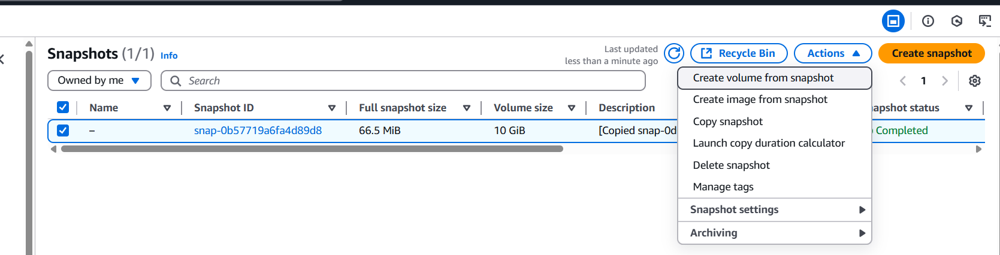 Snapshots (1/1) Info
Last updated
less than a minute ago
Recycle Bin
Actions
Create snapshot
Owned by me
Search
1
Name
Snapshot ID
Full snapshot size
Volume size
Description
status
–
snap-0b57719a6fa4d89d8
66.5 MiB
10 GiB
[Copied snap-0d
Completed
Create volume from snapshot
Create image from snapshot
Copy snapshot
Launch copy duration calculator
Delete snapshot
Manage tags
Snapshot settings
Archiving